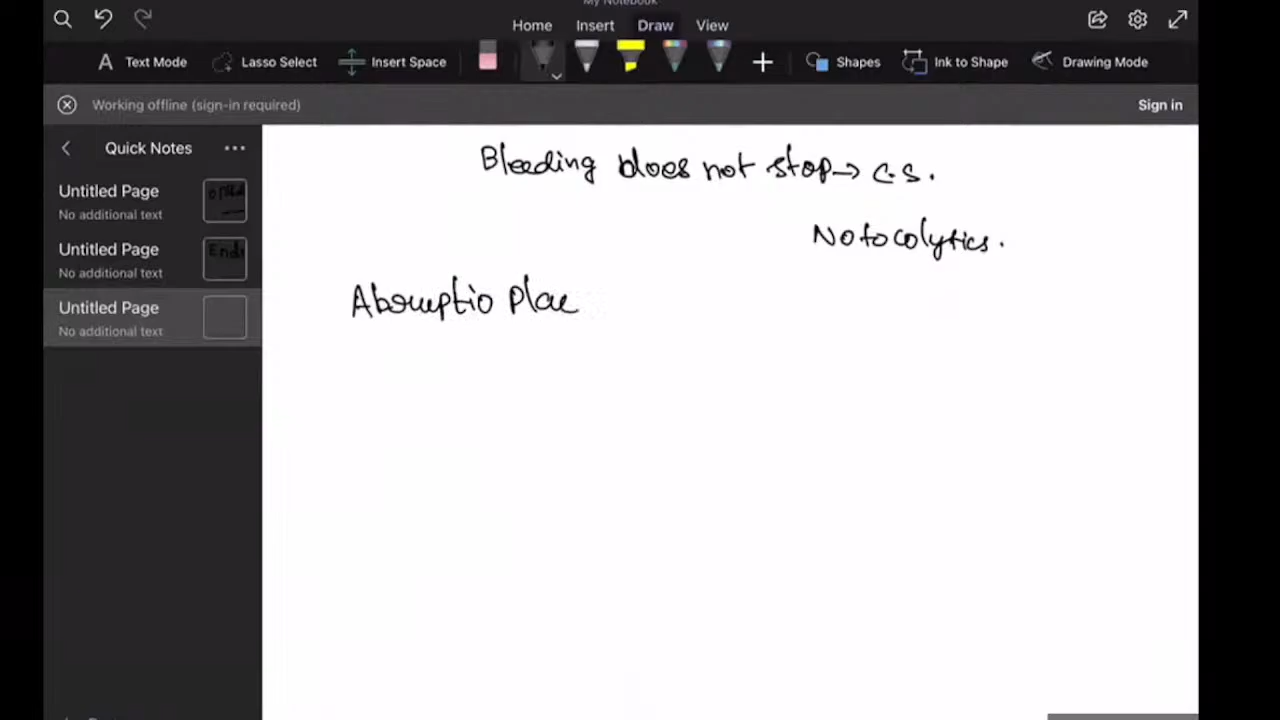 My Notebook
Home Insert Draw View
Text Mode Lasso Select Insert Space Shapes Ink to Shape Drawing Mode
Working offline (sign-in required) Sign in
Quick Notes
Untitled Page
No additional text
Untitled Page
No additional text
Untitled Page
No additional text
Bleeding does not stop → C.S.
No tocolytics.
Abruptio Plac